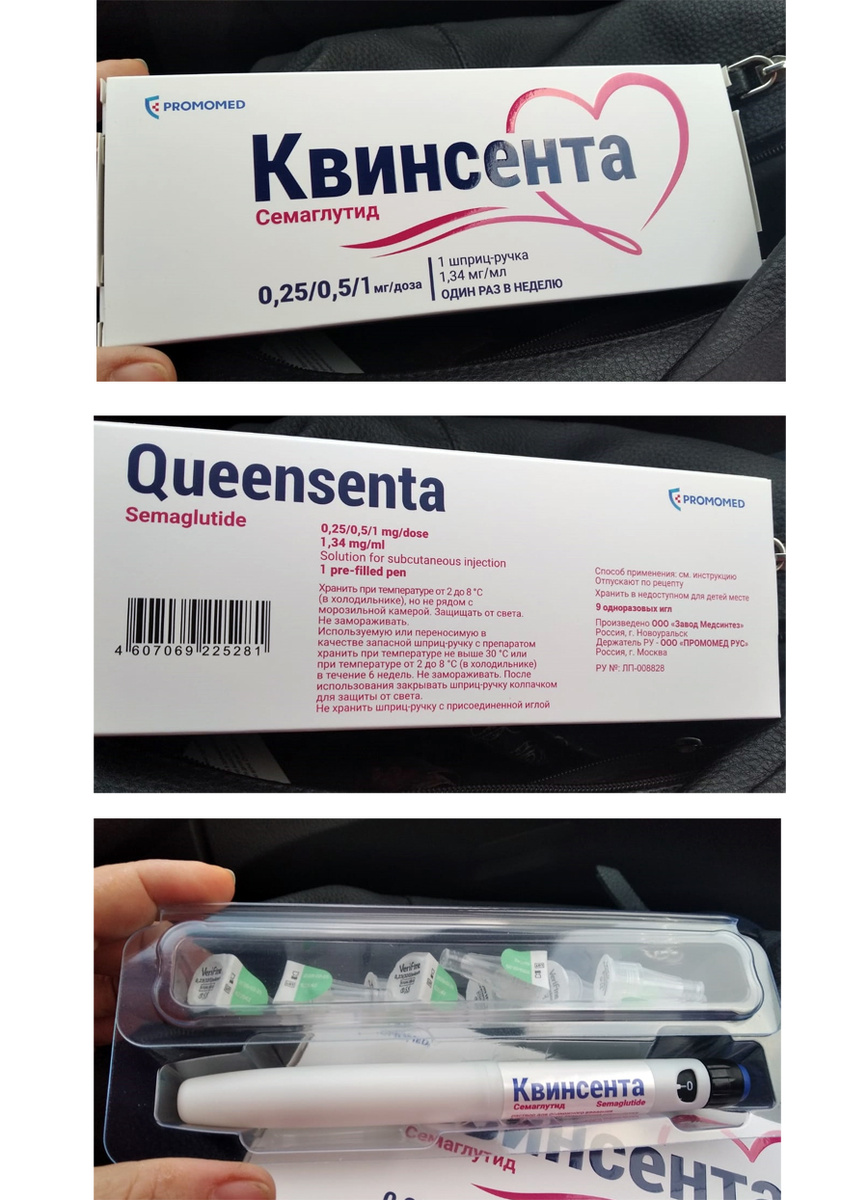 PROMOMED
Квинсента
Семаглутид
0,25/0,5/1 мг/доза
1 шприц-ручка
1,34 мг/мл
ОДИН РАЗ В НЕДЕЛЮ
Queensenta
Semaglutide
PROMOMED
0,25/0,5/1 mg/dose
1,34 mg/ml
Solution for subcutaneous injection
1 pre-filled pen
Хранить при температуре от 2 до 8 °C
(в холодильнике), но не рядом с
морозильной камерой. Защищать от света.
Не замораживать.
Используемую или переносимую в
качестве запасной шприц-ручку с препаратом
хранить при температуре не выше 30 °C или
при температуре от 2 до 8 °C (в холодильнике)
в течение 6 недель. Не замораживать. После
использования закрывать шприц-ручку колпачком
для защиты от света.
Не хранить шприц-ручку с присоединенной иглой
4 607069 225281
Способ применения: см. инструкцию
Отпускают по рецепту
Хранить в недоступном для детей месте
9 одноразовых игл
Произведено ООО «Завод Медсинтез»
Россия, г. Новоуральск
Держатель РУ - ООО «ПРОМОМЕД РУС»
Россия, г. Москва
РУ №: ЛП-008828
VeriFine
VeriFine
Квинсента
Семаглутид Semaglutide
0
Квинсента
Семаглутид